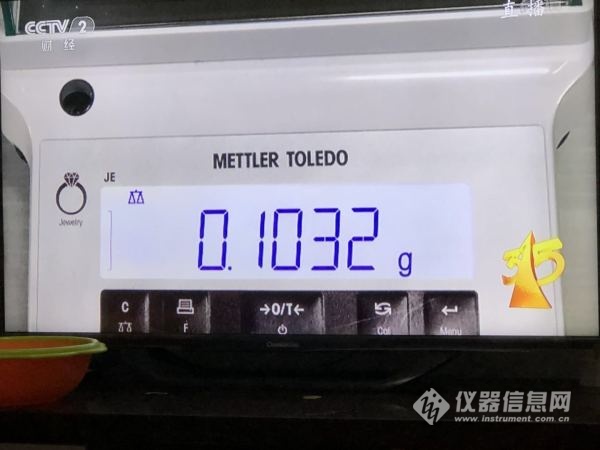 CCTV 2
财经
直播
METTLER TOLEDO
JE
Jewelry
0.1032 g
315
C
F
→0/T←
Cal
Menu
仪器信息网
www.instrument.com.cn